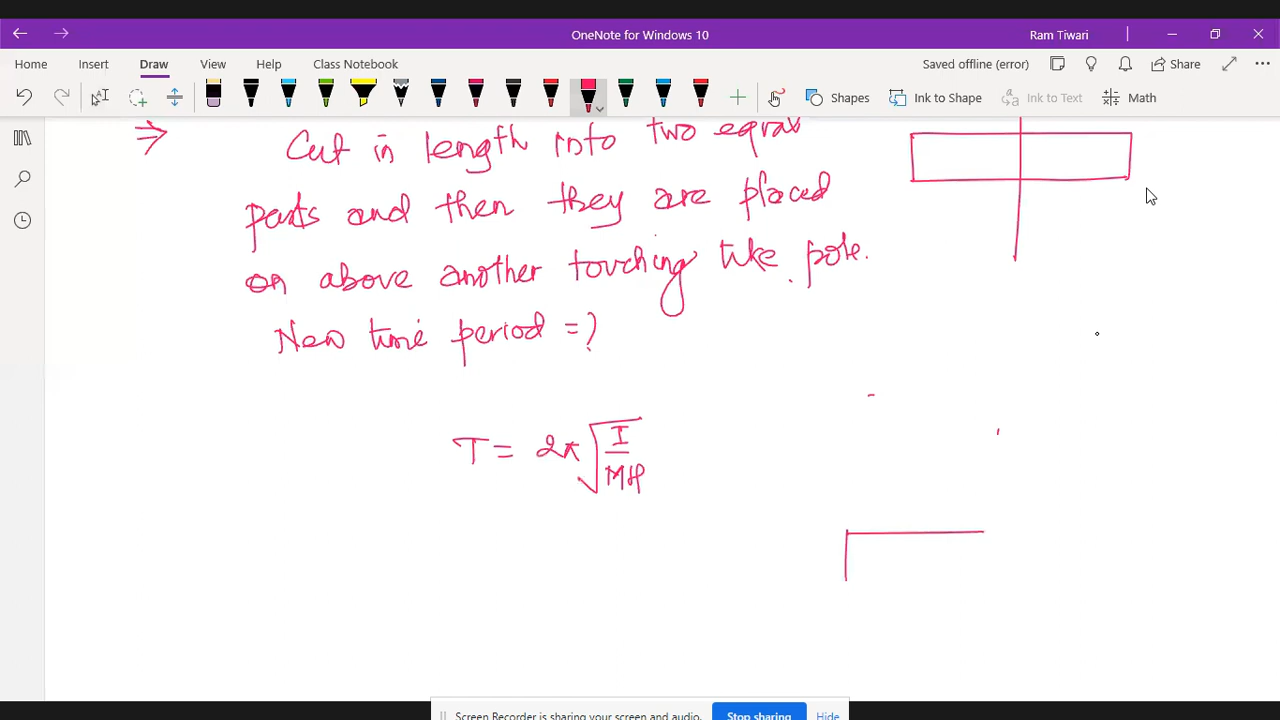 OneNote for Windows 10
Ram Tiwari
Home Insert Draw View Help Class Notebook
Saved offline (error) Share
Shapes Ink to Shape Ink to Text Math
⇒ Cut in length into two equal
parts and then they are placed
on above another touching like pole.
New time period = ?
T = 2π√(I/MH)
Screen Recorder is sharing your screen and audio. Stop sharing Hide